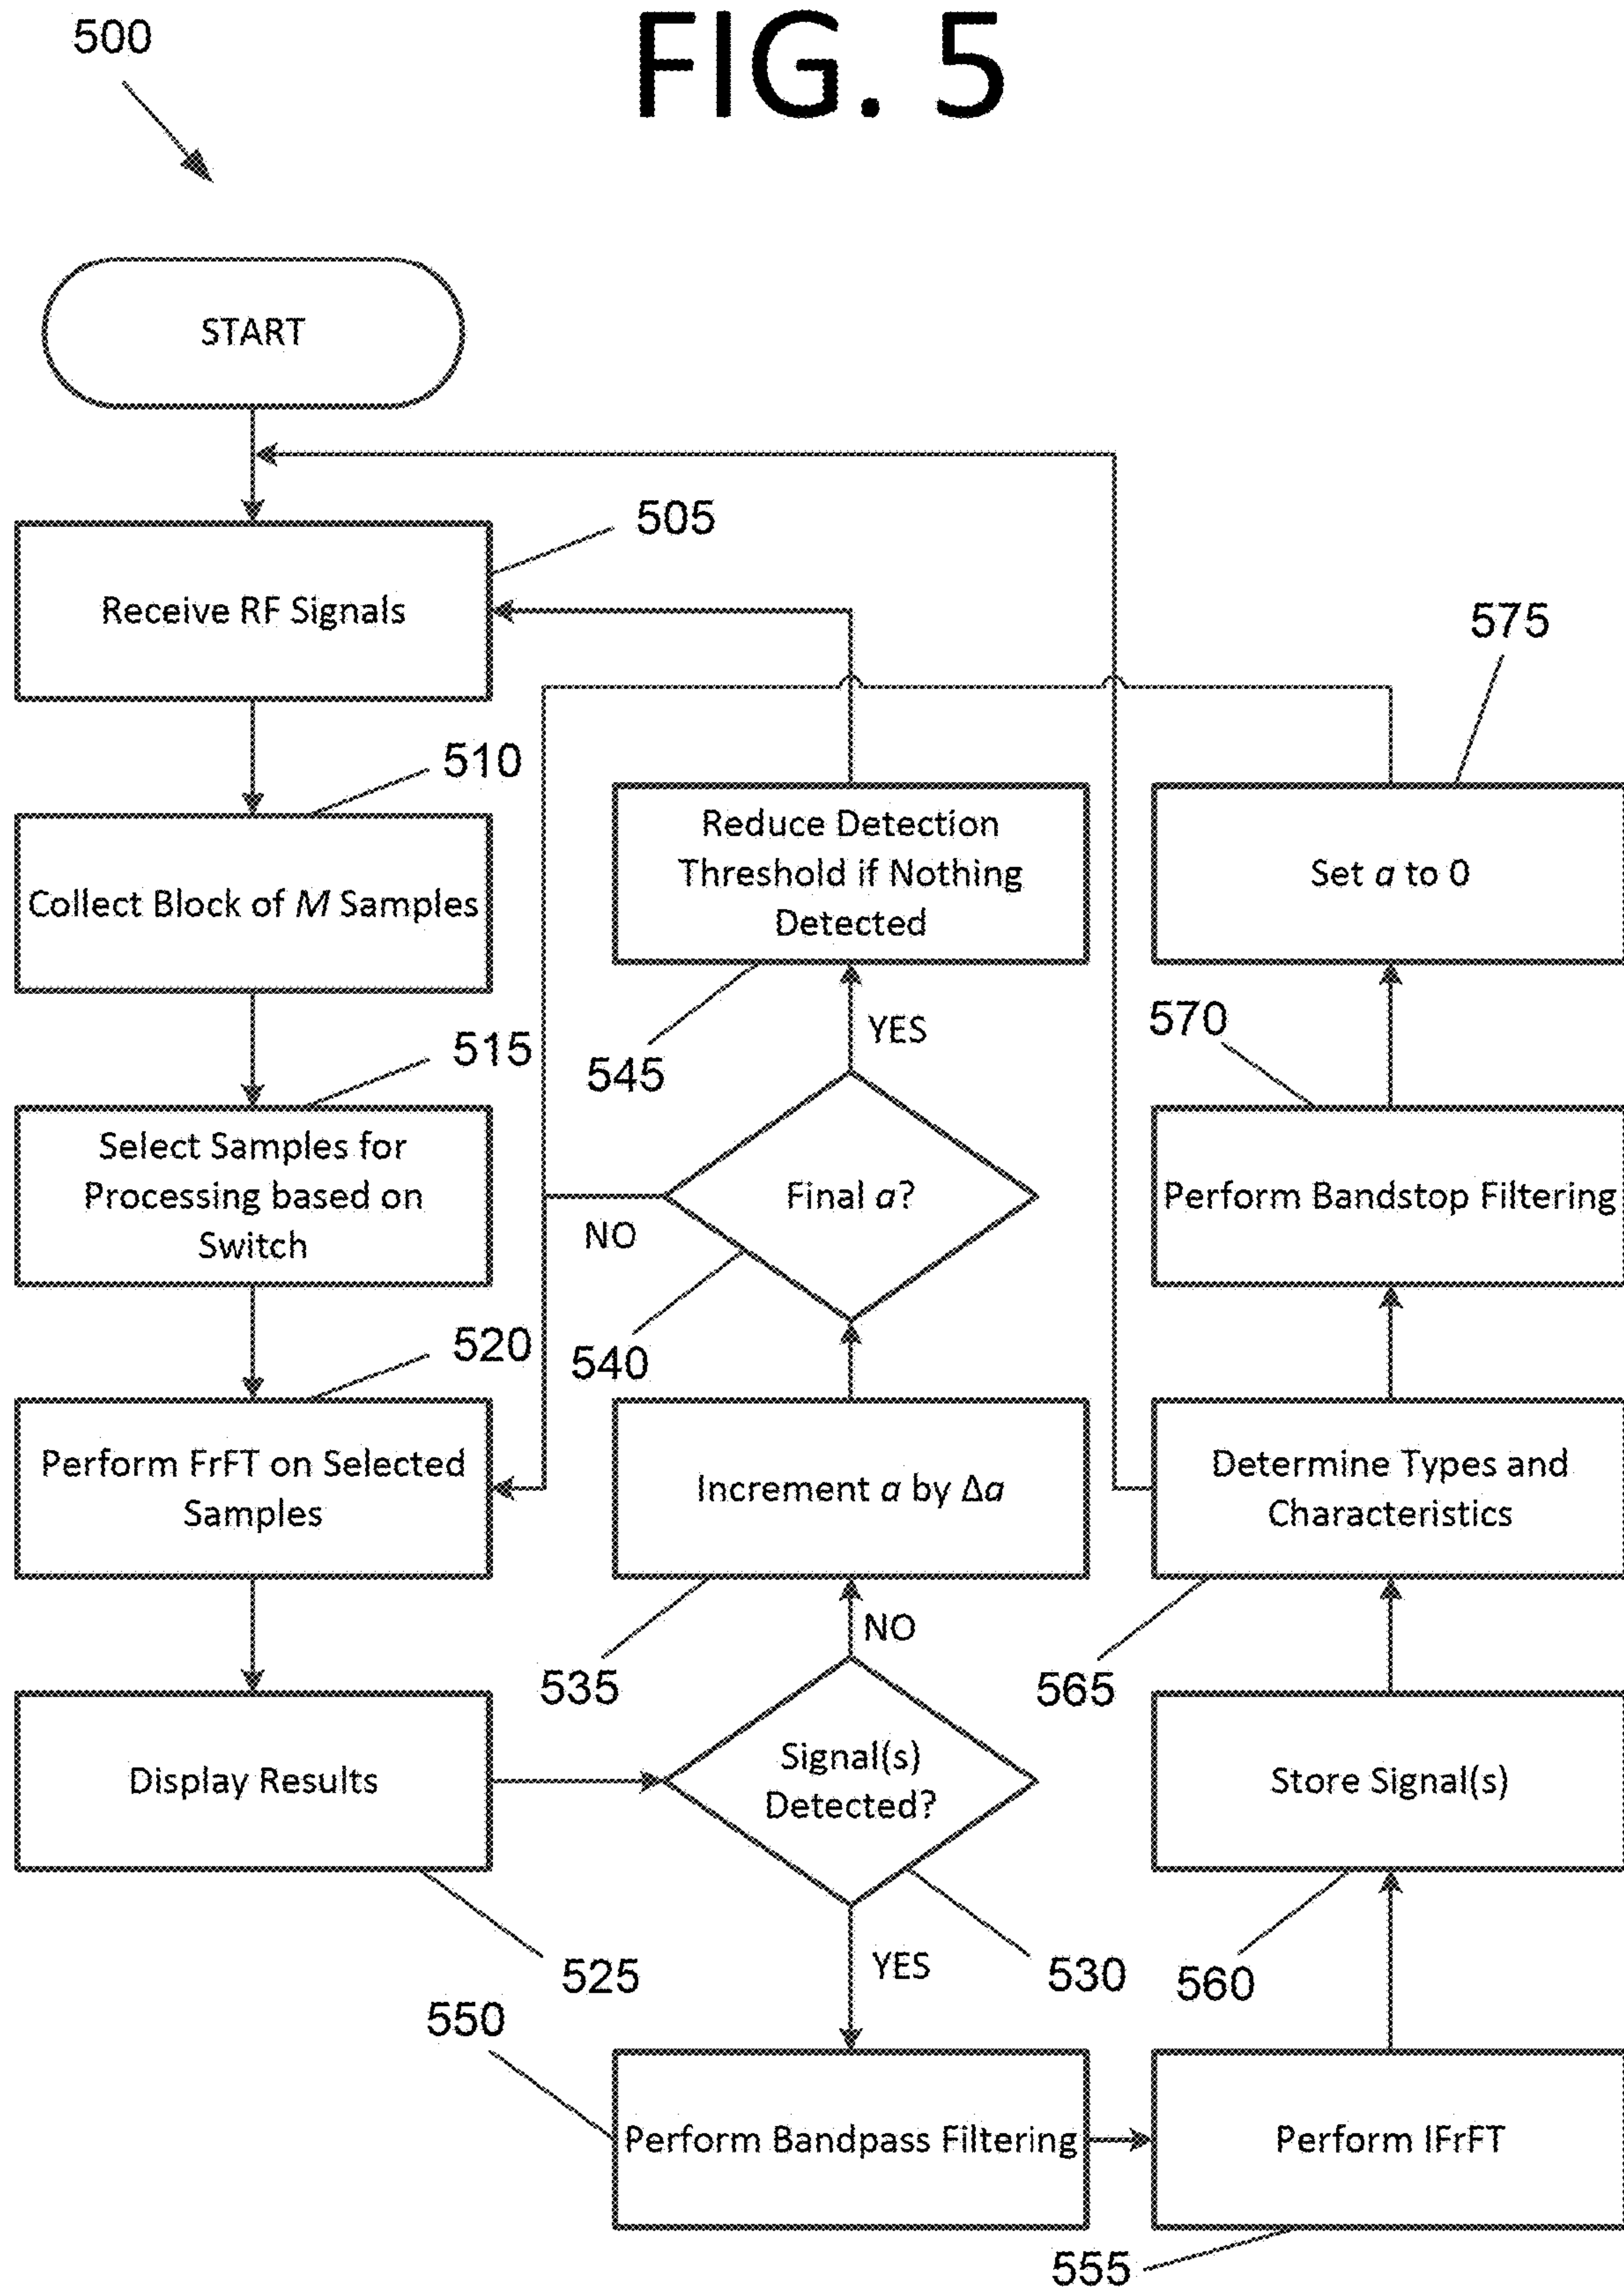 FIG. 5
500
START
505
Receive RF Signals
575
510
Collect Block of M Samples
Reduce Detection
Threshold if Nothing
Detected
Set a to 0
515
545
YES
570
Select Samples for
Processing based on
Switch
Final a?
NO
Perform Bandstop Filtering
520
540
Perform FrFT on Selected
Samples
Increment a by Δa
Determine Types and
Characteristics
535
NO
565
Display Results
Signal(s)
Detected?
Store Signal(s)
525
YES
530
560
550
Perform Bandpass Filtering
Perform IFrFT
555